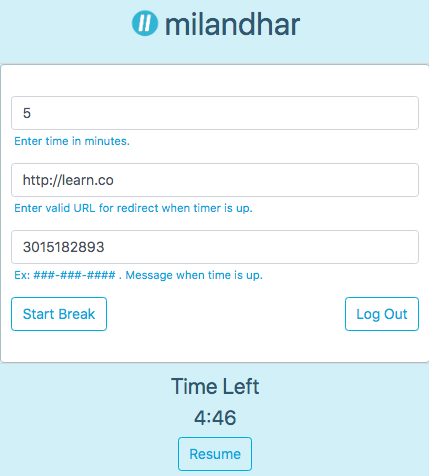 milandhar
5
Enter time in minutes.
http://learn.co
Enter valid URL for redirect when timer is up.
3015182893
Ex: ###-###-#### . Message when time is up.
Start Break
Log Out
Time Left
4:46
Resume